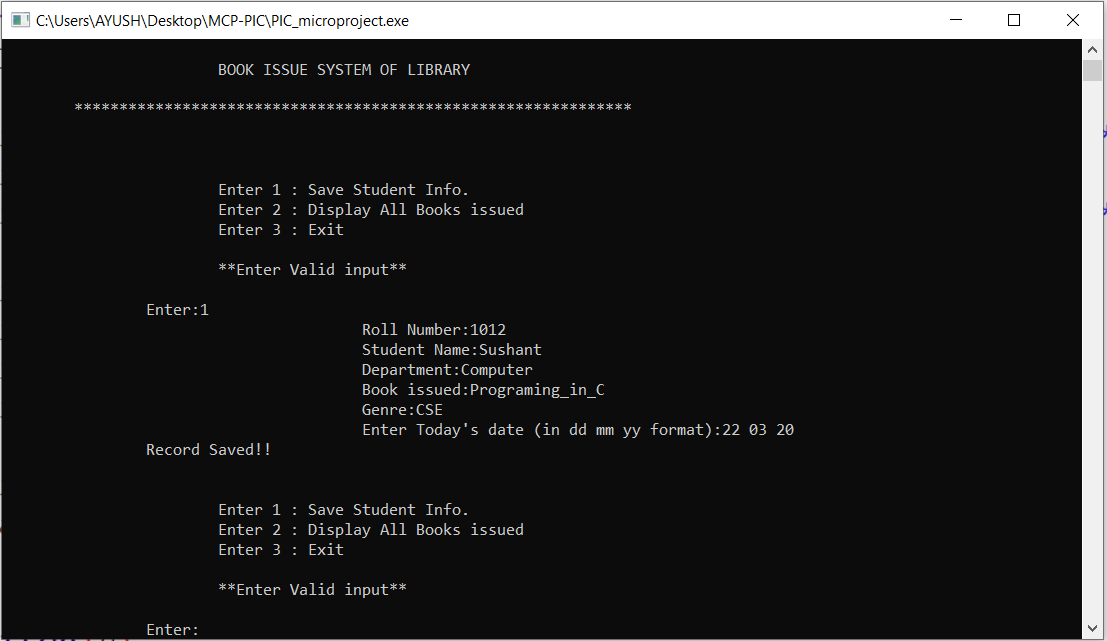 C:\Users\AYUSH\Desktop\MCP-PIC\PIC_microproject.exe
BOOK ISSUE SYSTEM OF LIBRARY
**************************************************************
Enter 1 : Save Student Info.
Enter 2 : Display All Books issued
Enter 3 : Exit
**Enter Valid input**
Enter:1
Roll Number:1012
Student Name:Sushant
Department:Computer
Book issued:Programing_in_C
Genre:CSE
Enter Today's date (in dd mm yy format):22 03 20
Record Saved!!
Enter 1 : Save Student Info.
Enter 2 : Display All Books issued
Enter 3 : Exit
**Enter Valid input**
Enter: